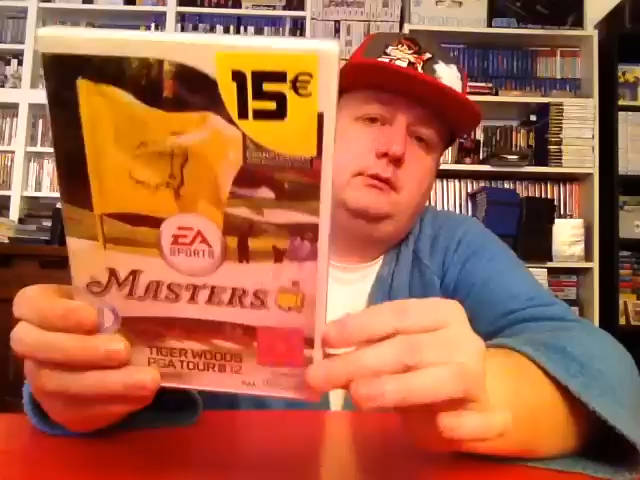 15€
EA
SPORTS
MASTERS
TIGER WOODS
PGA TOUR 12